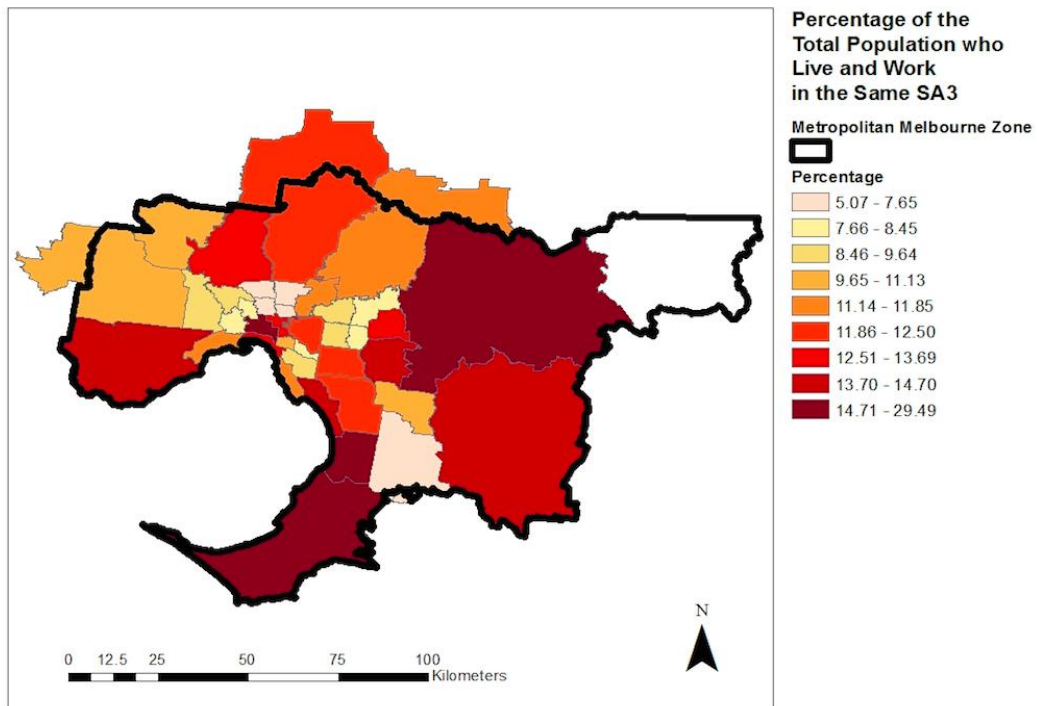 Percentage of the
Total Population who
Live and Work
in the Same SA3
Metropolitan Melbourne Zone
Percentage
5.07 - 7.65
7.66 - 8.45
8.46 - 9.64
9.65 - 11.13
11.14 - 11.85
11.86 - 12.50
12.51 - 13.69
13.70 - 14.70
14.71 - 29.49
N
0 12.5 25 50 75 100
Kilometers